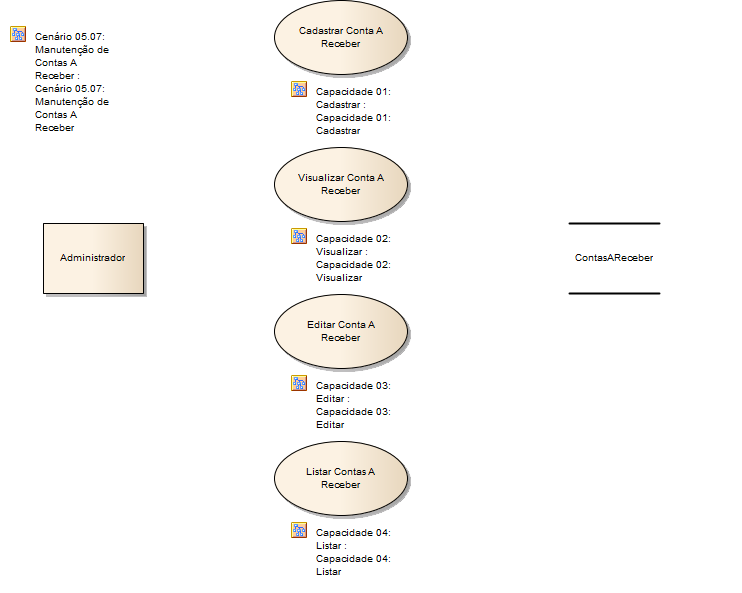 Cenário 05.07:
Manutenção de
Contas A
Receber :
Cenário 05.07:
Manutenção de
Contas A
Receber
Cadastrar Conta A
Receber
Capacidade 01:
Cadastrar :
Capacidade 01:
Cadastrar
Visualizar Conta A
Receber
Capacidade 02:
Visualizar :
Capacidade 02:
Visualizar
Administrador
ContasAReceber
Editar Conta A
Receber
Capacidade 03:
Editar :
Capacidade 03:
Editar
Listar Contas A
Receber
Capacidade 04:
Listar :
Capacidade 04:
Listar